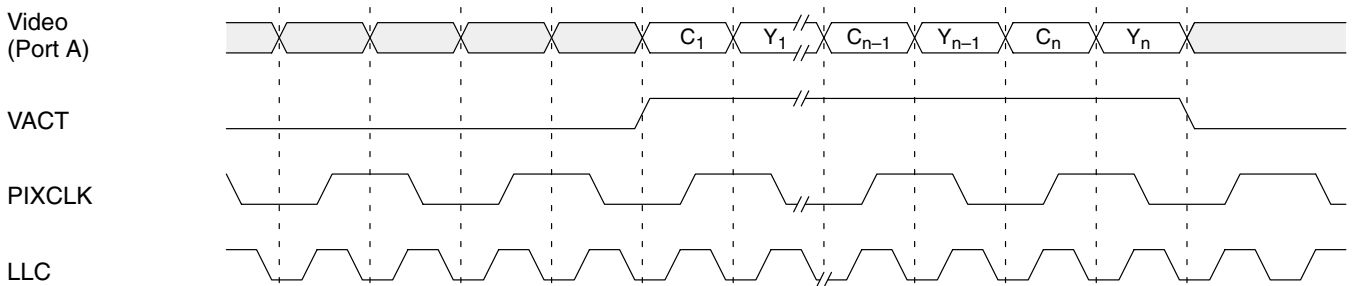 Video
(Port A)
C₁ Y₁ Cₙ₋₁ Yₙ₋₁ Cₙ Yₙ
VACT
PIXCLK
LLC